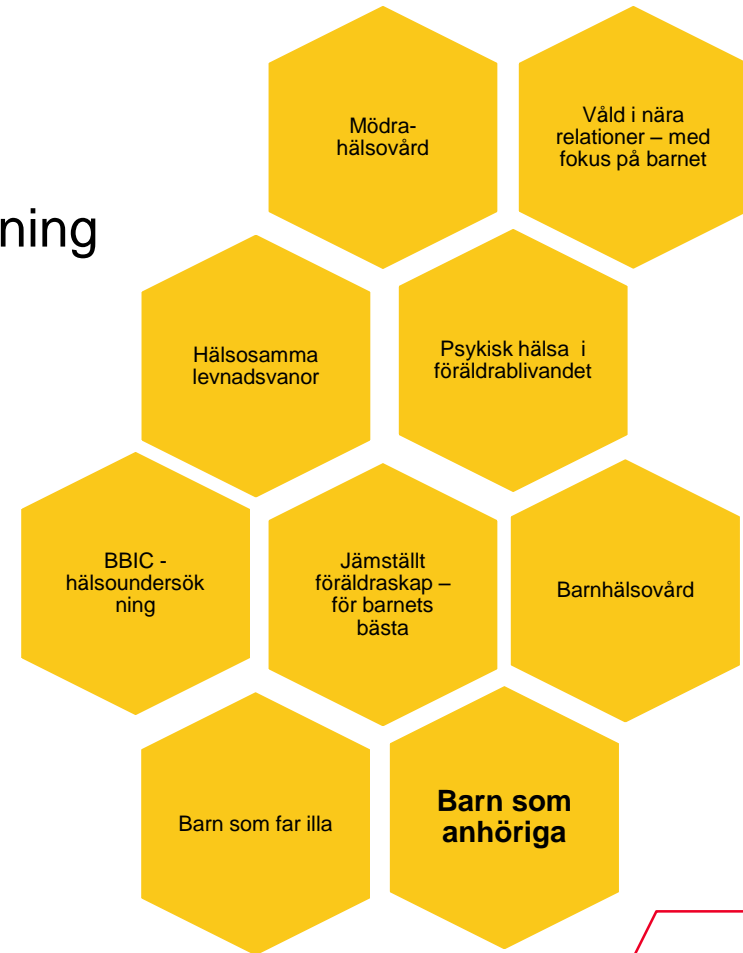 Mödra-
hälsovård
Våld i nära
relationer – med
fokus på barnet
ning
Hälsosamma
levnadsvanor
Psykisk hälsa i
föräldrablivandet
BBIC -
hälsoundersök
ning
Jämställt
föräldraskap –
för barnets
bästa
Barnhälsovård
Barn som far illa
Barn som
anhöriga